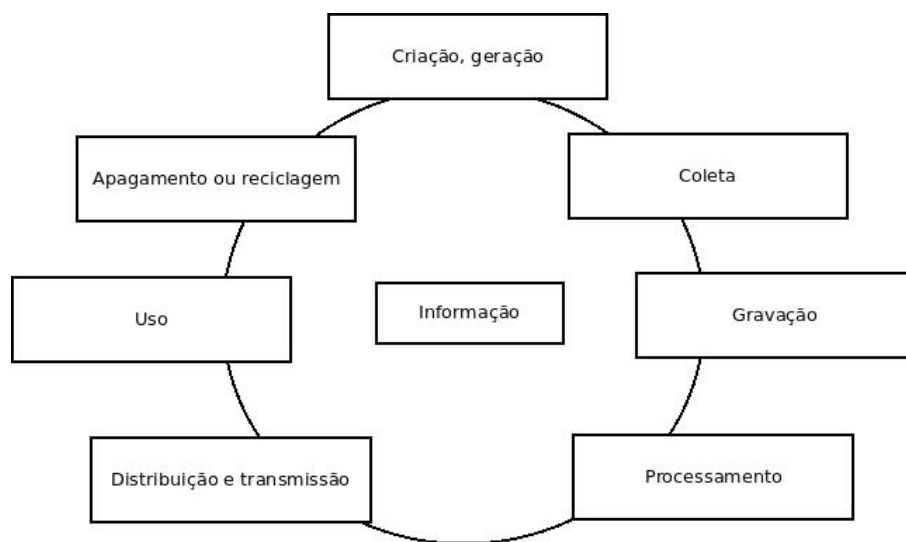 Criação, geração
Apagamento ou reciclagem
Coleta
Uso
Informação
Gravação
Distribuição e transmissão
Processamento